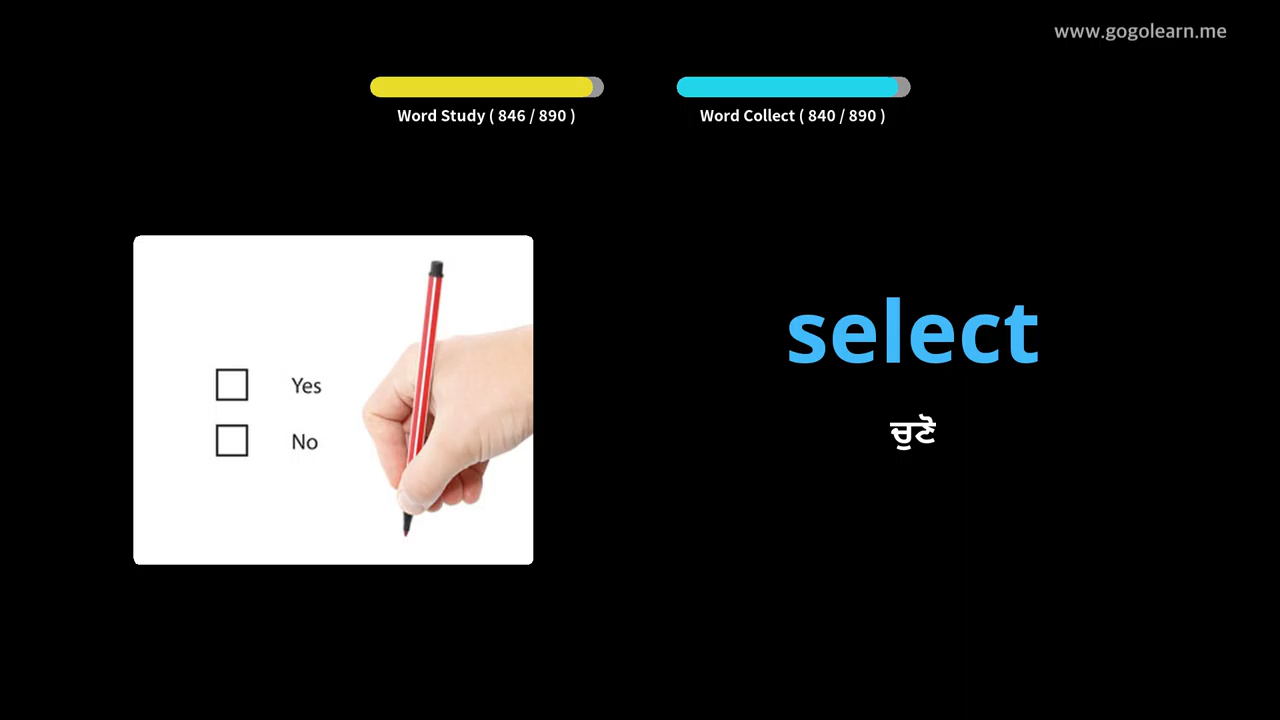 www.gogolearn.me
Word Study ( 846 / 890 )
Word Collect ( 840 / 890 )
Yes
No
select
ਚੁਣੋ